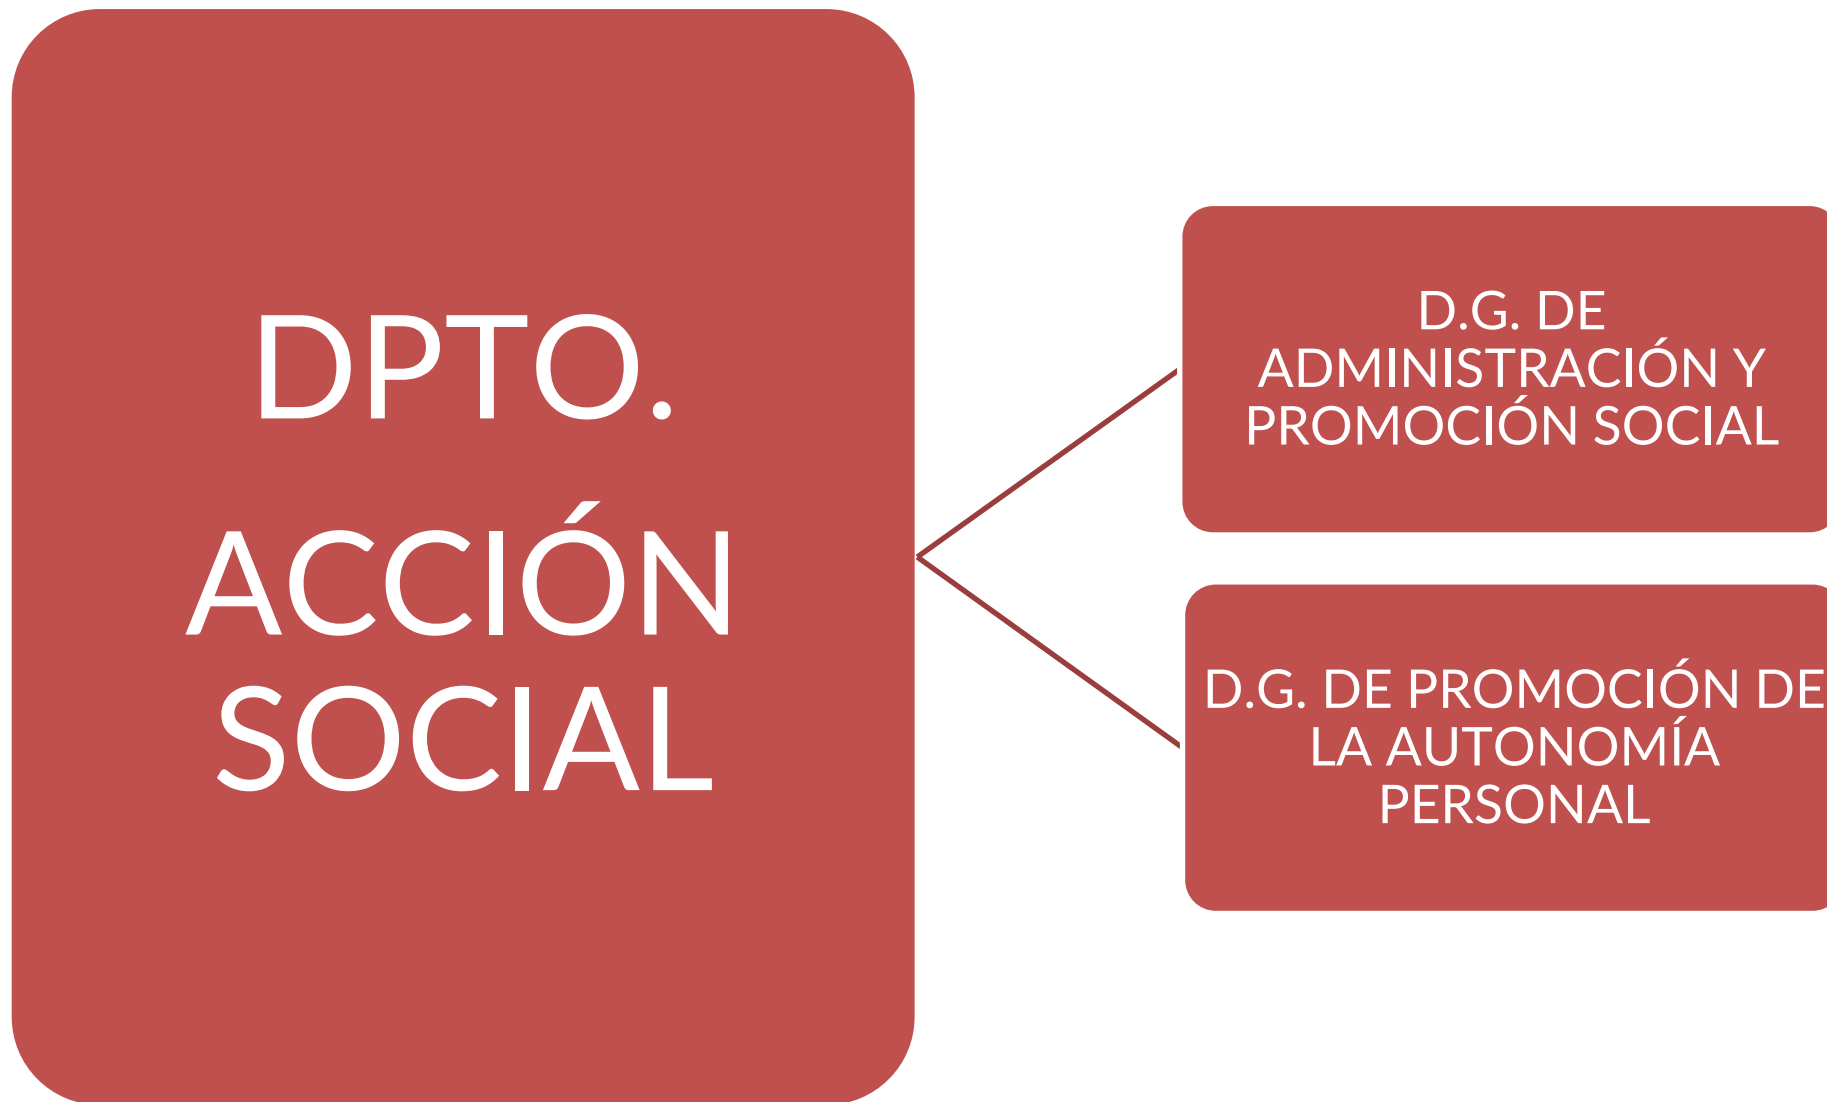 DPTO.
ACCIÓN
SOCIAL
D.G. DE
ADMINISTRACIÓN Y
PROMOCIÓN SOCIAL
D.G. DE PROMOCIÓN DE
LA AUTONOMÍA
PERSONAL